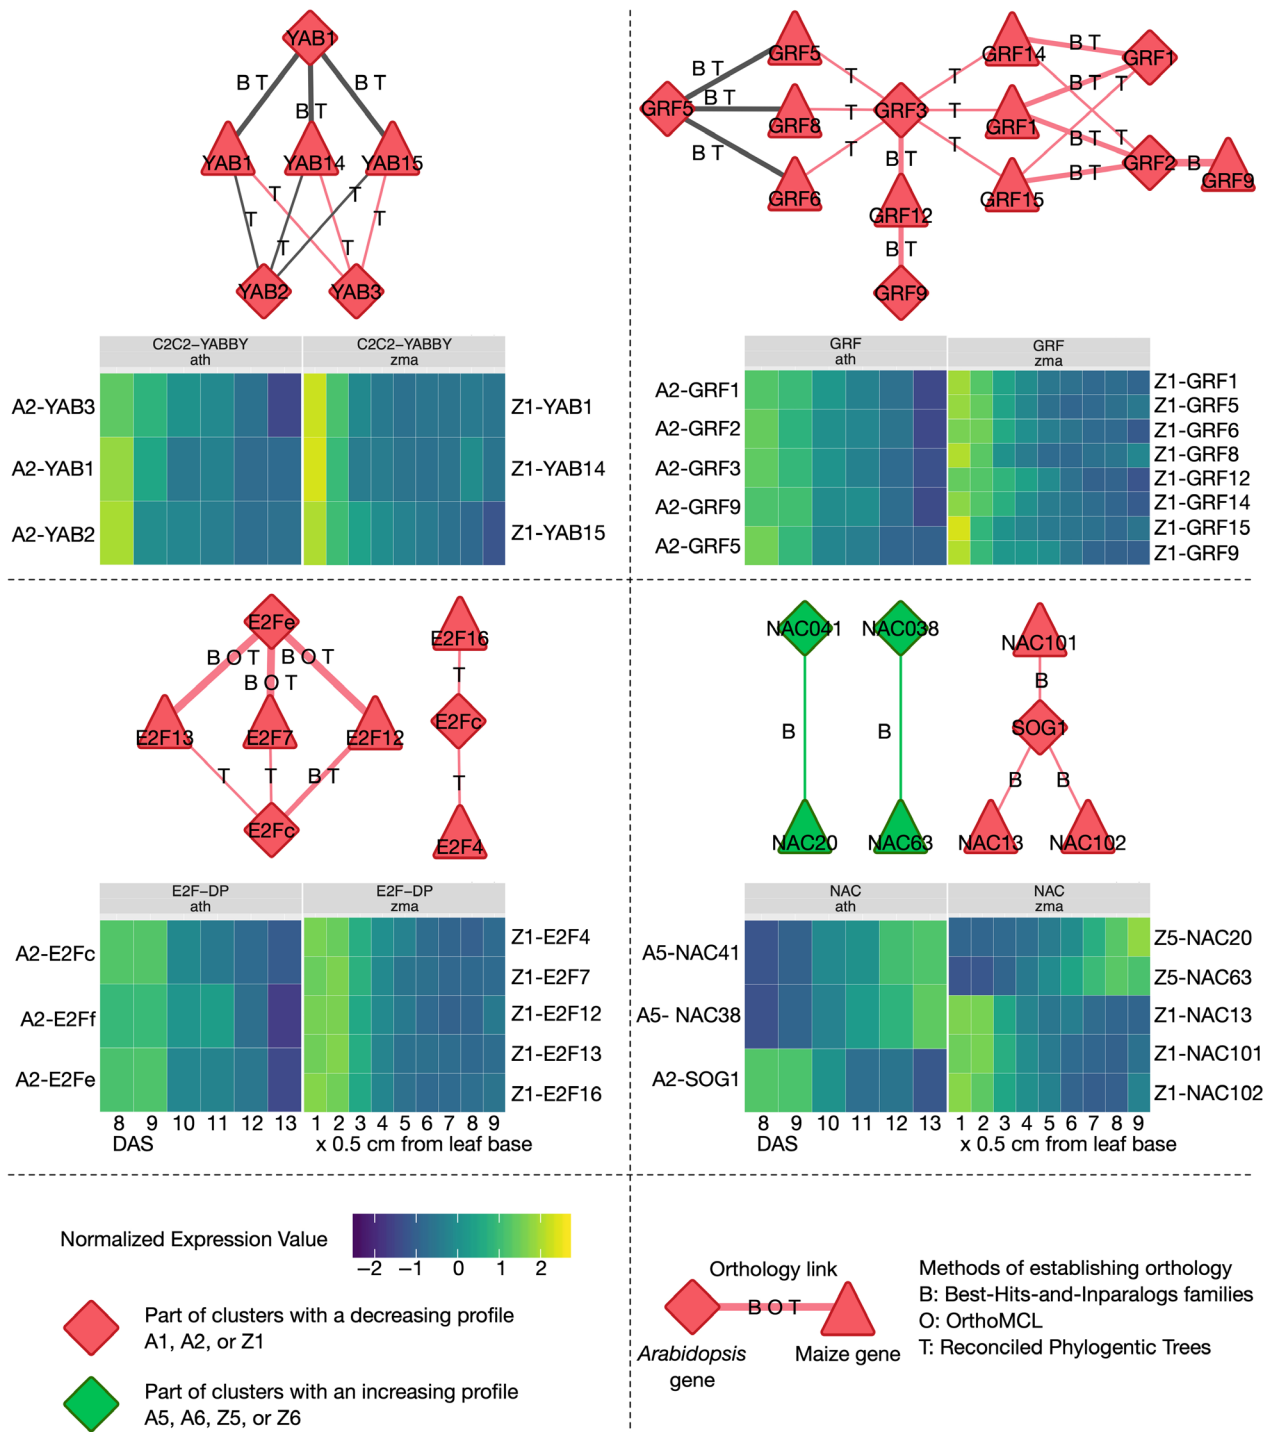 YAB1
B T
B T
B T
YAB1
YAB14
YAB15
T
T
T
T
T
T
YAB2
YAB3
C2C2−YABBY
ath
C2C2−YABBY
zma
A2-YAB3
A2-YAB1
A2-YAB2
Z1-YAB1
Z1-YAB14
Z1-YAB15
GRF5
GRF14
GRF1
B T
B T
T
T
B T
T
GRF5
B T
GRF8
T
GRF3
T
GRF1
B T
T
B T
T
B T
T
B T
GRF2
B
GRF9
GRF6
GRF12
GRF15
B T
GRF9
GRF
ath
GRF
zma
A2-GRF1
A2-GRF2
A2-GRF3
A2-GRF9
A2-GRF5
Z1-GRF1
Z1-GRF5
Z1-GRF6
Z1-GRF8
Z1-GRF12
Z1-GRF14
Z1-GRF15
Z1-GRF9
E2Fe
B O T
B O T
B O T
E2F13
E2F7
E2F12
T
T
B T
E2Fc
E2F16
T
E2Fc
T
E2F4
E2F−DP
ath
E2F−DP
zma
A2-E2Fc
A2-E2Ff
A2-E2Fe
Z1-E2F4
Z1-E2F7
Z1-E2F12
Z1-E2F13
Z1-E2F16
8 9 10 11 12 13
DAS
1 2 3 4 5 6 7 8 9
x 0.5 cm from leaf base
NAC041
NAC038
NAC101
B
SOG1
B
B
B
B
NAC20
NAC63
NAC13
NAC102
NAC
ath
NAC
zma
A5-NAC41
A5- NAC38
A2-SOG1
Z5-NAC20
Z5-NAC63
Z1-NAC13
Z1-NAC101
Z1-NAC102
8 9 10 11 12 13
DAS
1 2 3 4 5 6 7 8 9
x 0.5 cm from leaf base
Normalized Expression Value
−2 −1 0 1 2
Part of clusters with a decreasing profile
A1, A2, or Z1
Part of clusters with an increasing profile
A5, A6, Z5, or Z6
Orthology link
B O T
Arabidopsis
gene
Maize gene
Methods of establishing orthology
B: Best-Hits-and-Inparalogs families
O: OrthoMCL
T: Reconciled Phylogentic Trees